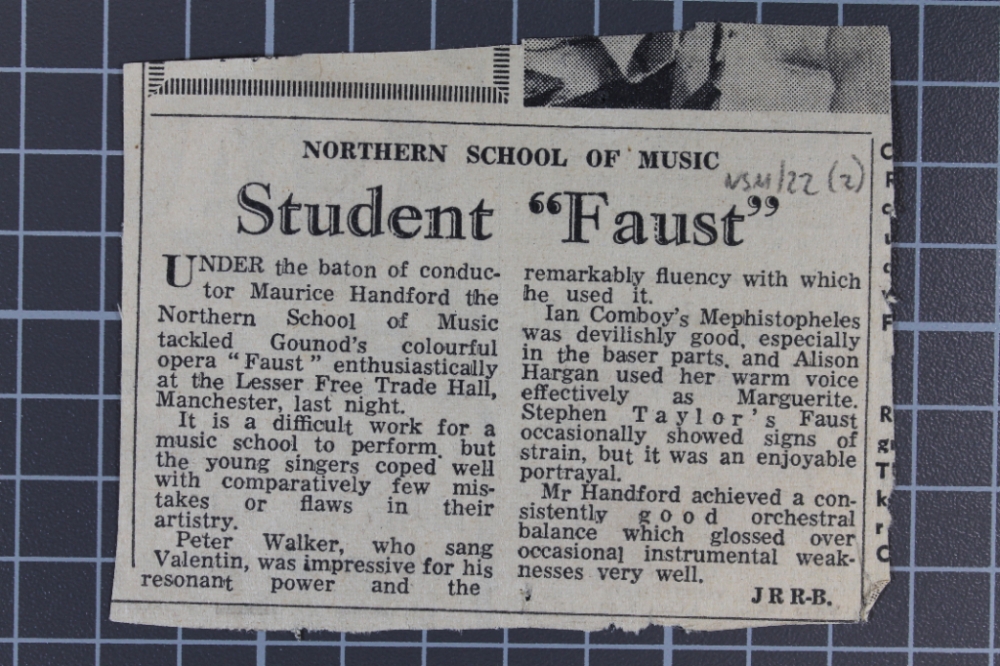 NORTHERN SCHOOL OF MUSIC
NSM/22 (2)
Student "Faust"
UNDER the baton of conduc-
tor Maurice Handford the
Northern School of Music
tackled Gounod's colourful
opera "Faust" enthusiastically
at the Lesser Free Trade Hall,
Manchester, last night.
It is a difficult work for a
music school to perform, but
the young singers coped well
with comparatively few mis-
takes or flaws in their
artistry.
Peter Walker, who sang
Valentin, was impressive for his
resonant power and the
remarkably fluency with which
he used it.
Ian Comboy's Mephistopheles
was devilishly good, especially
in the baser parts, and Alison
Hargan used her warm voice
effectively as Marguerite.
Stephen Taylor's Faust
occasionally showed signs of
strain, but it was an enjoyable
portrayal.
Mr Handford achieved a con-
sistently good orchestral
balance which glossed over
occasional instrumental weak-
nesses very well.
J R R-B.